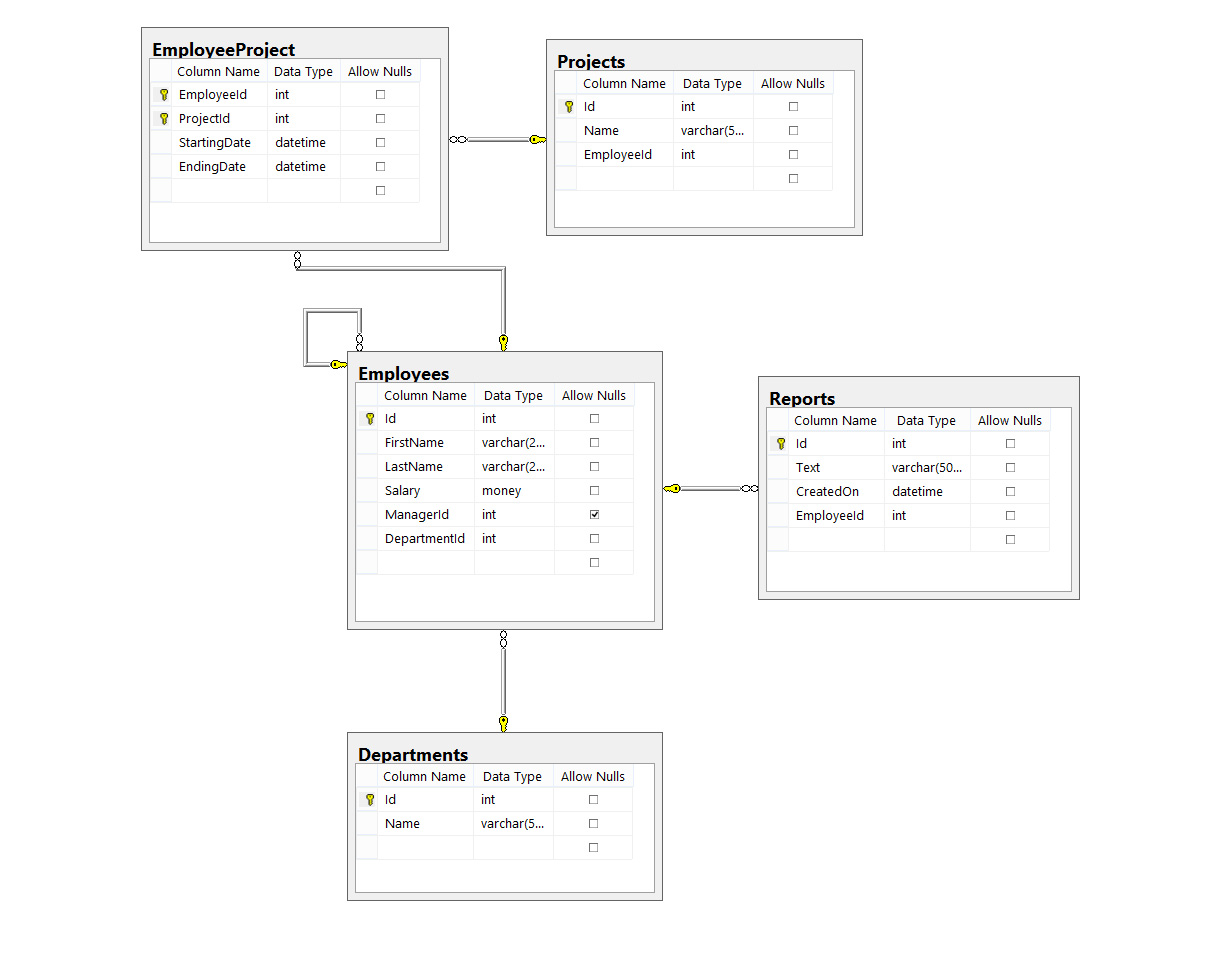 EmployeeProject
Column Name Data Type Allow Nulls
EmployeeId int
ProjectId int
StartingDate datetime
EndingDate datetime
Projects
Column Name Data Type Allow Nulls
Id int
Name varchar(5...
EmployeeId int
Employees
Column Name Data Type Allow Nulls
Id int
FirstName varchar(2...
LastName varchar(2...
Salary money
ManagerId int
DepartmentId int
Reports
Column Name Data Type Allow Nulls
Id int
Text varchar(50...
CreatedOn datetime
EmployeeId int
Departments
Column Name Data Type Allow Nulls
Id int
Name varchar(5...